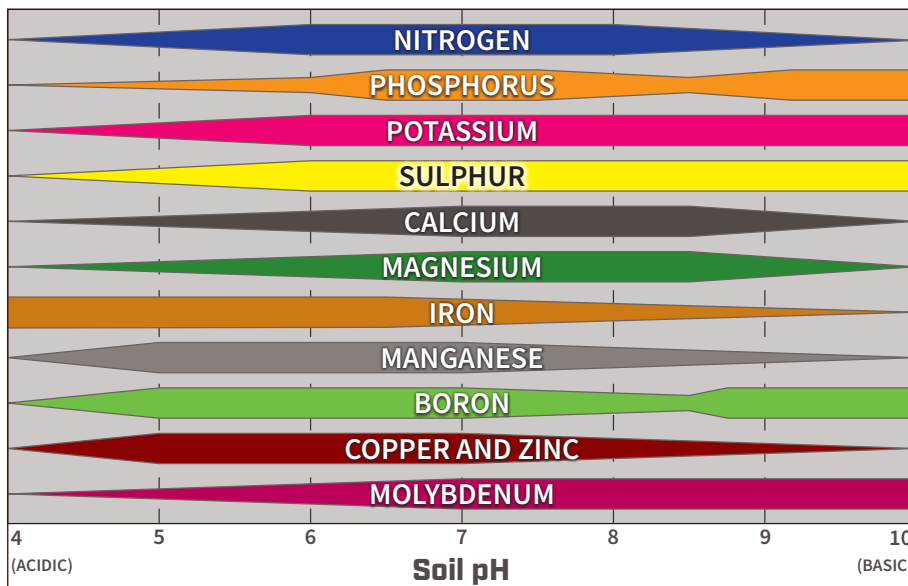 NITROGEN
PHOSPHORUS
POTASSIUM
SULPHUR
CALCIUM
MAGNESIUM
IRON
MANGANESE
BORON
COPPER AND ZINC
MOLYBDENUM
4 5 6 7 8 9 10
(ACIDIC) Soil pH (BASIC